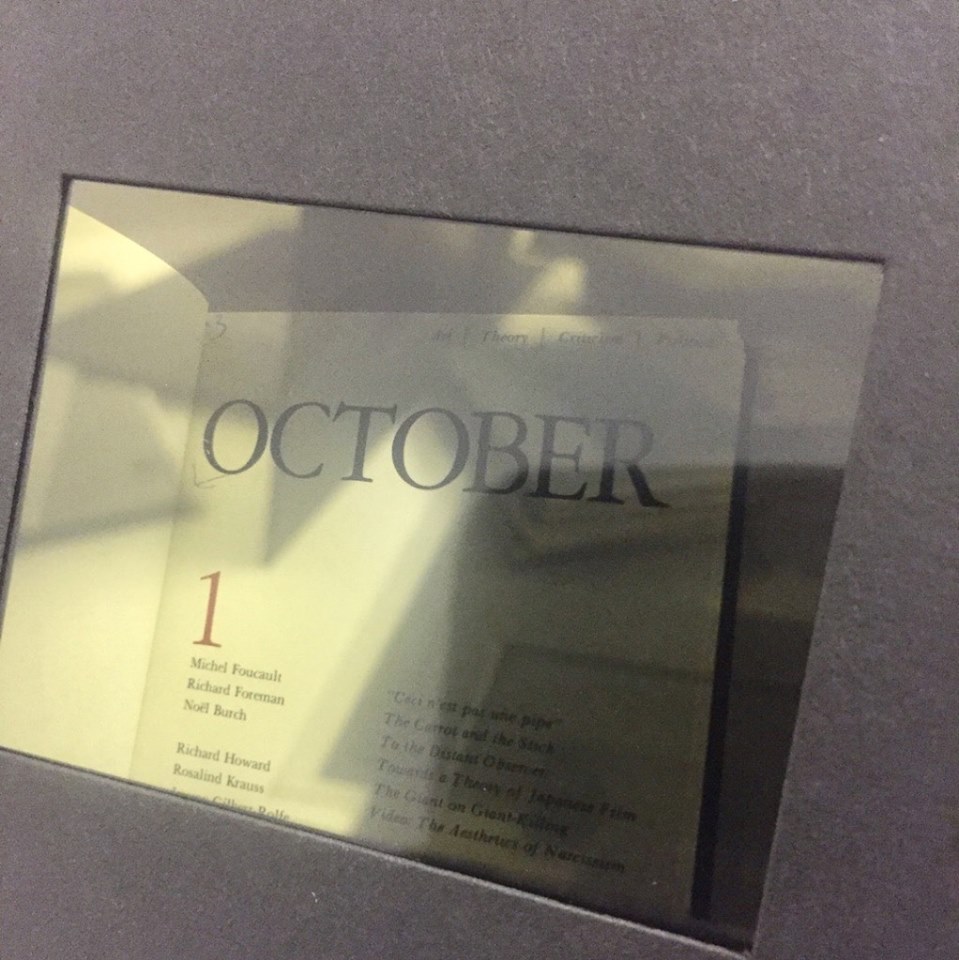 Art | Theory | Criticism | Politics
OCTOBER
1
Michel Foucault "Ceci n'est pas une pipe"
Richard Foreman The Carrot and the Stick
Noël Burch To the Distant Observer:
Towards a Theory of Japanese Film
Richard Howard The Giant on Giant-Killing
Rosalind Krauss Video: The Aesthetics of Narcissism
Gilbert-Rolfe